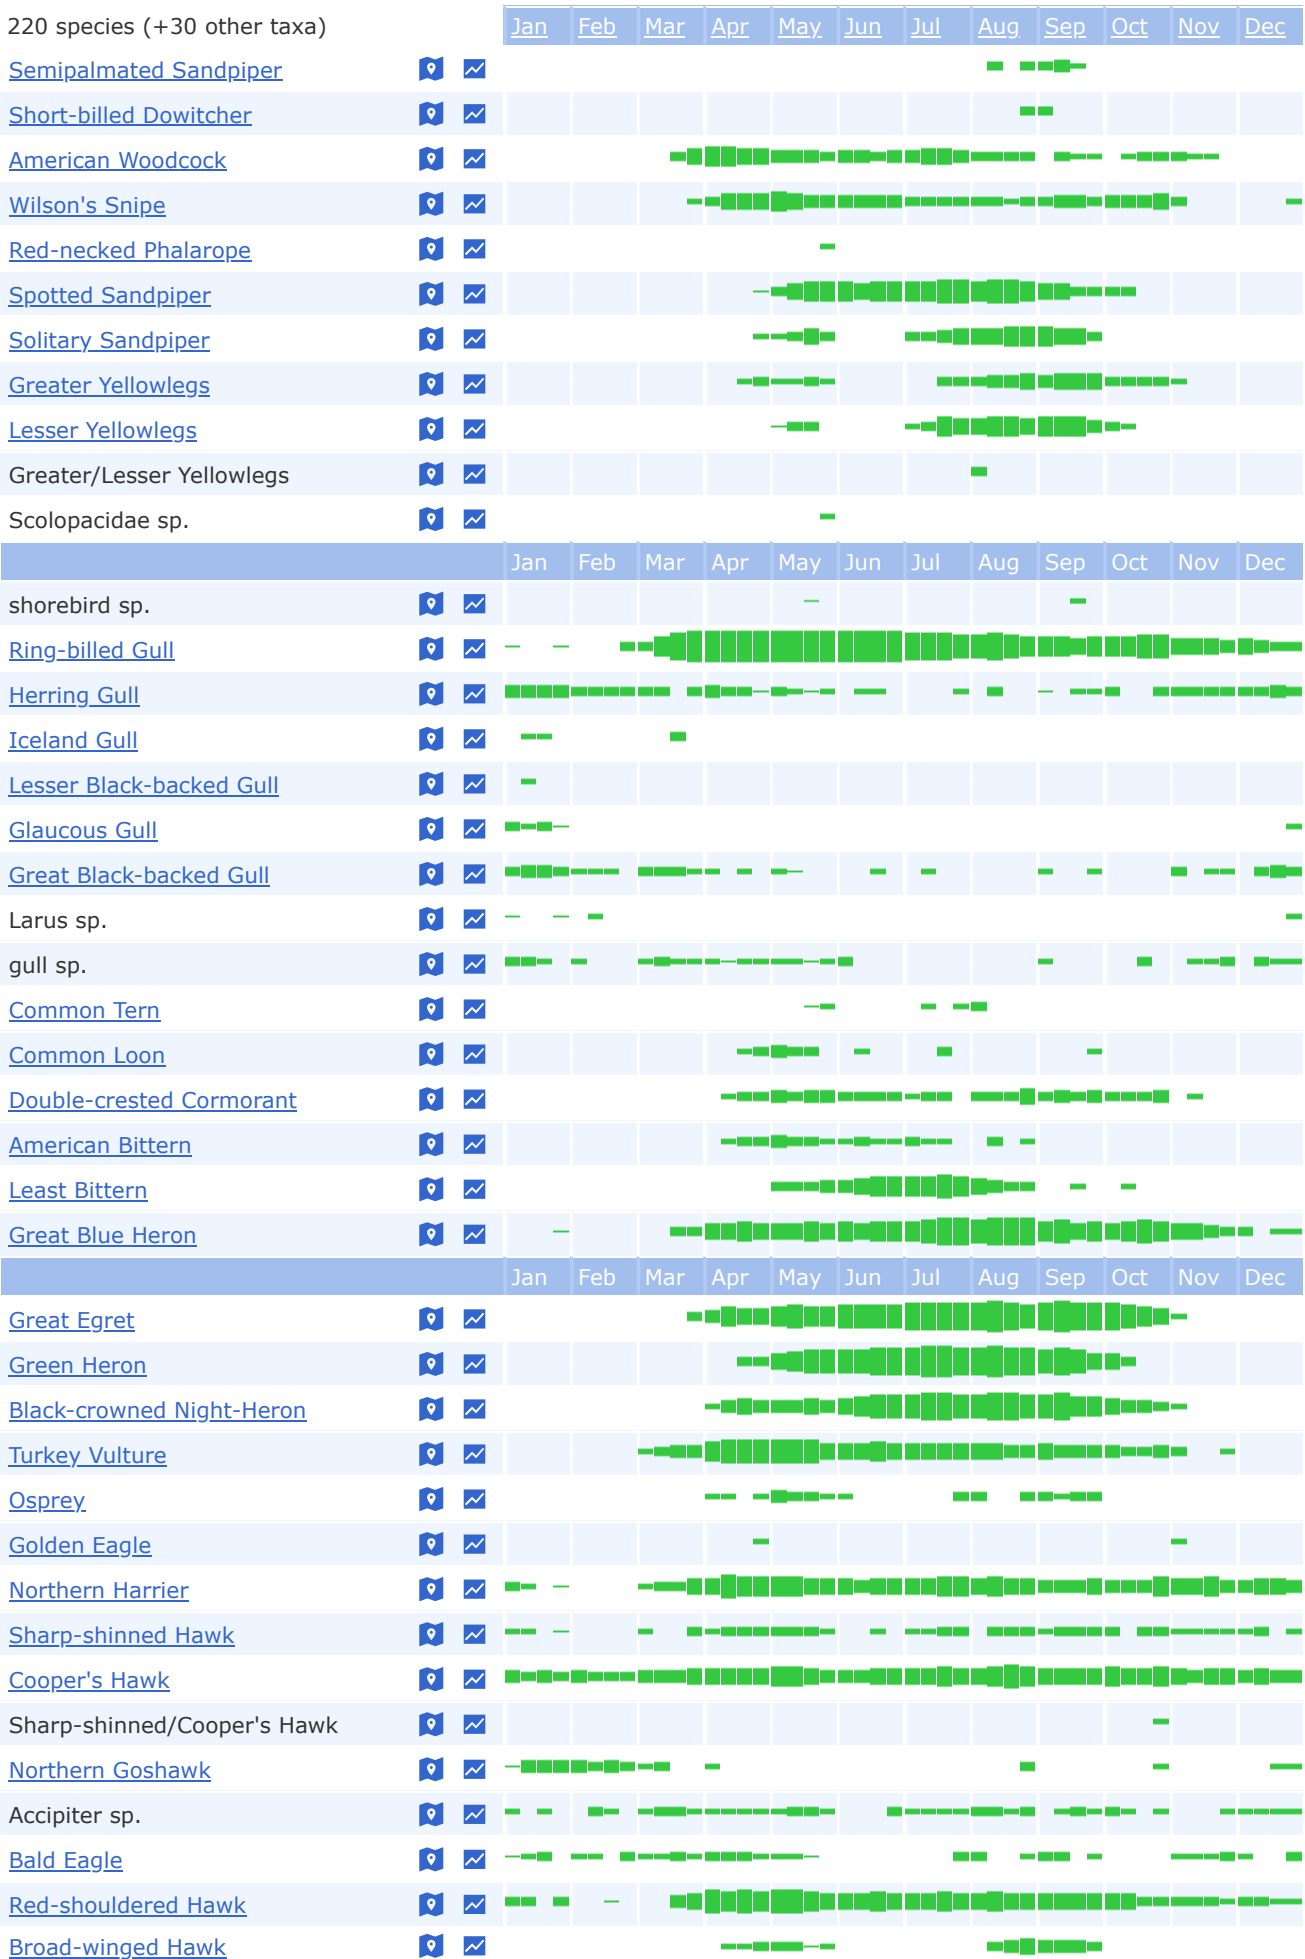 220 species (+30 other taxa) Jan Feb Mar Apr May Jun Jul Aug Sep Oct Nov Dec
Semipalmated Sandpiper
Short-billed Dowitcher
American Woodcock
Wilson's Snipe
Red-necked Phalarope
Spotted Sandpiper
Solitary Sandpiper
Greater Yellowlegs
Lesser Yellowlegs
Greater/Lesser Yellowlegs
Scolopacidae sp.
Jan Feb Mar Apr May Jun Jul Aug Sep Oct Nov Dec
shorebird sp.
Ring-billed Gull
Herring Gull
Iceland Gull
Lesser Black-backed Gull
Glaucous Gull
Great Black-backed Gull
Larus sp.
gull sp.
Common Tern
Common Loon
Double-crested Cormorant
American Bittern
Least Bittern
Great Blue Heron
Jan Feb Mar Apr May Jun Jul Aug Sep Oct Nov Dec
Great Egret
Green Heron
Black-crowned Night-Heron
Turkey Vulture
Osprey
Golden Eagle
Northern Harrier
Sharp-shinned Hawk
Cooper's Hawk
Sharp-shinned/Cooper's Hawk
Northern Goshawk
Accipiter sp.
Bald Eagle
Red-shouldered Hawk
Broad-winged Hawk